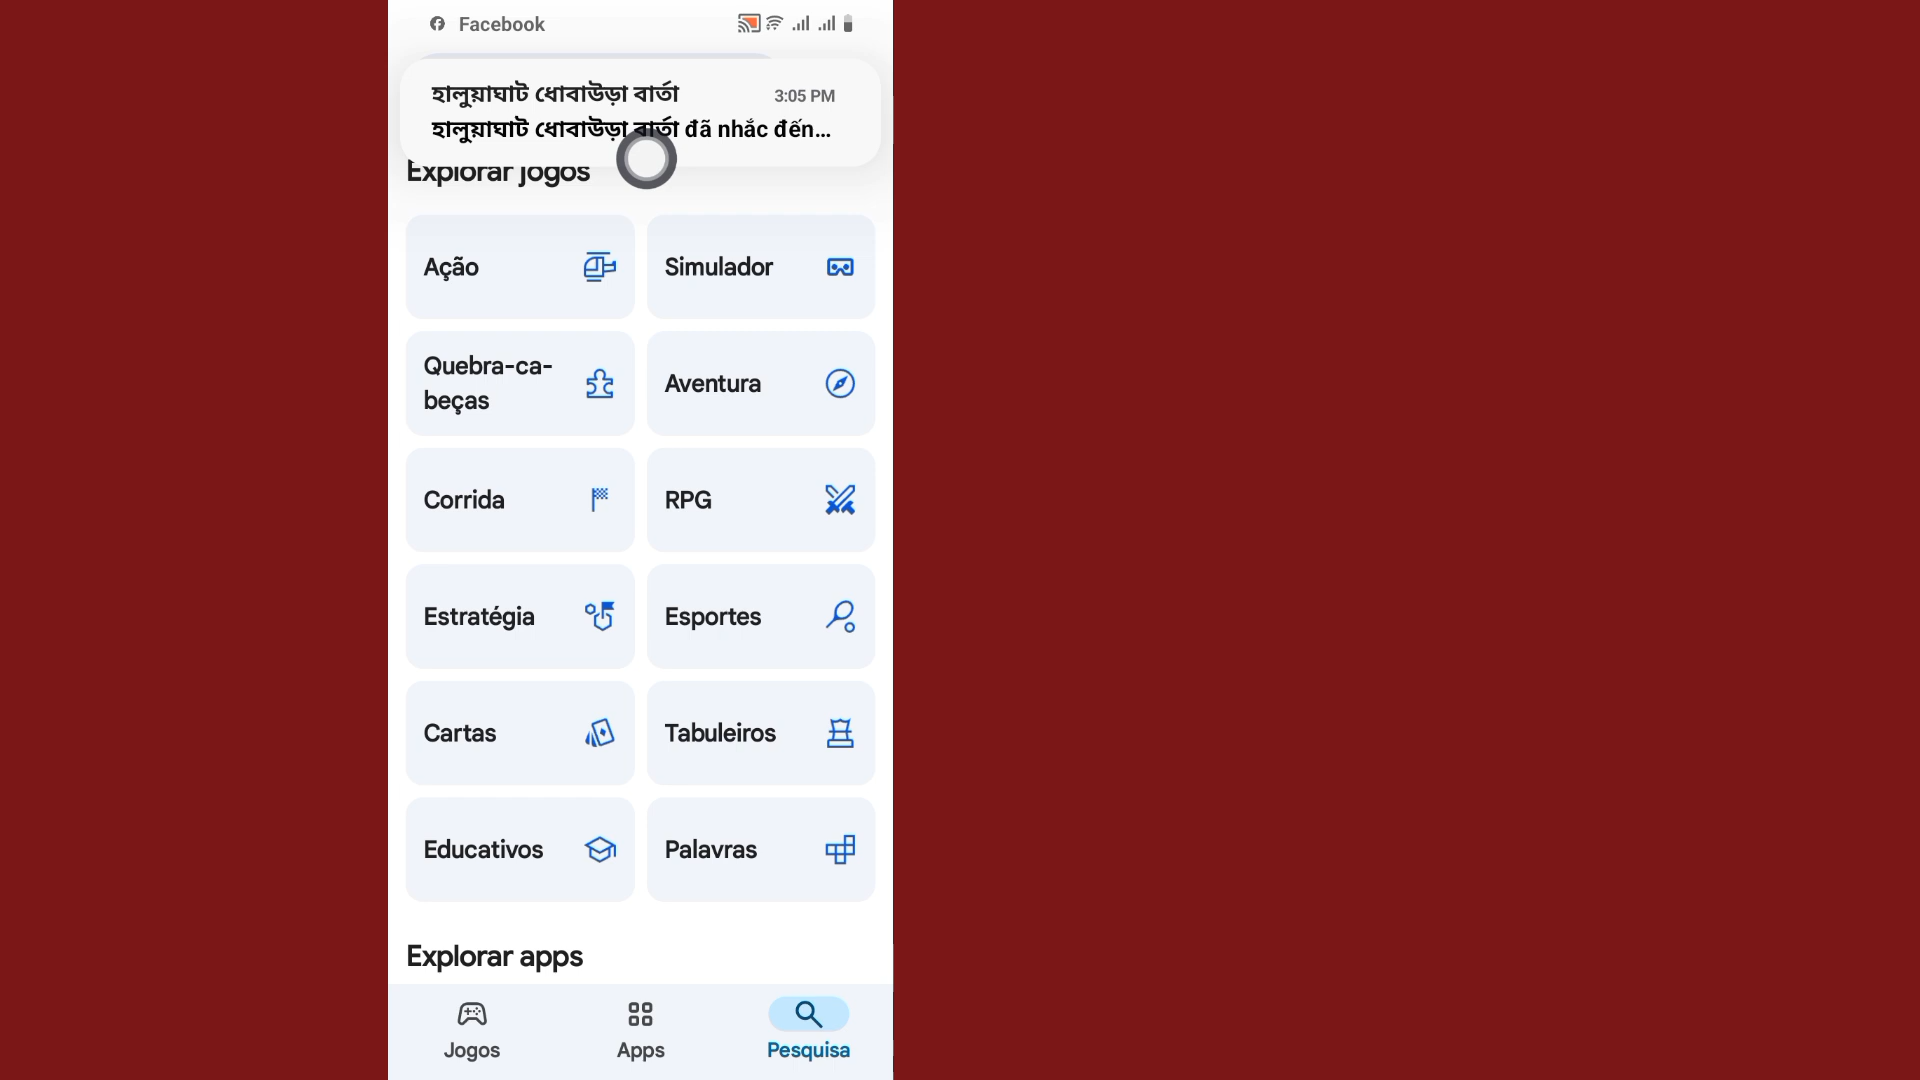 Facebook
হালুয়াঘাট ধোবাউড়া বার্তা
3:05 PM
হালুয়াঘাট ধোবাউড়া বার্তা đã nhắc đến...
Explorar jogos
Ação
Simulador
Quebra-ca-
beças
Aventura
Corrida
RPG
Estratégia
Esportes
Cartas
Tabuleiros
Educativos
Palavras
Explorar apps
Jogos
Apps
Pesquisa